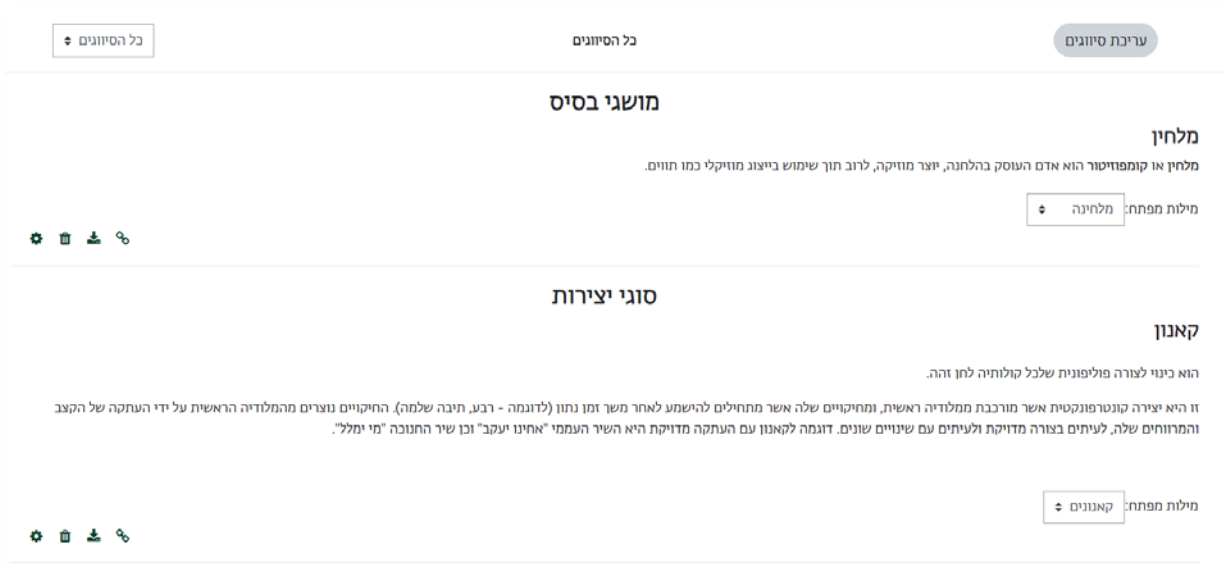 עריכת סיווגים
כל הסיווגים
כל הסיווגים
מושגי בסיס
מלחין
מלחין או קומפוזיטור הוא אדם העוסק בהלחנה, יוצר מוזיקה, לרוב תוך שימוש בייצוג מוזיקלי כמו תווים.
מילות מפתח: מלחינה
סוגי יצירות
קאנון
הוא כינוי לצורה פוליפונית שלכל קולותיה לחן זהה.
זו היא יצירה קונטרפונקטית אשר מורכבת ממלודיה ראשית, ומחיקויים שלה אשר מתחילים להישמע לאחר משך זמן נתון (לדוגמה - רבע, תיבה שלמה). החיקויים נוצרים מהמלודיה הראשית על ידי העתקה של הקצב
והמרווחים שלה, לעיתים בצורה מדויקת ולעיתים עם שינויים שונים. דוגמה לקאנון עם העתקה מדויקת היא השיר העממי "אחינו יעקב" וכן שיר החנוכה "מי ימלל".
מילות מפתח: קאנונים